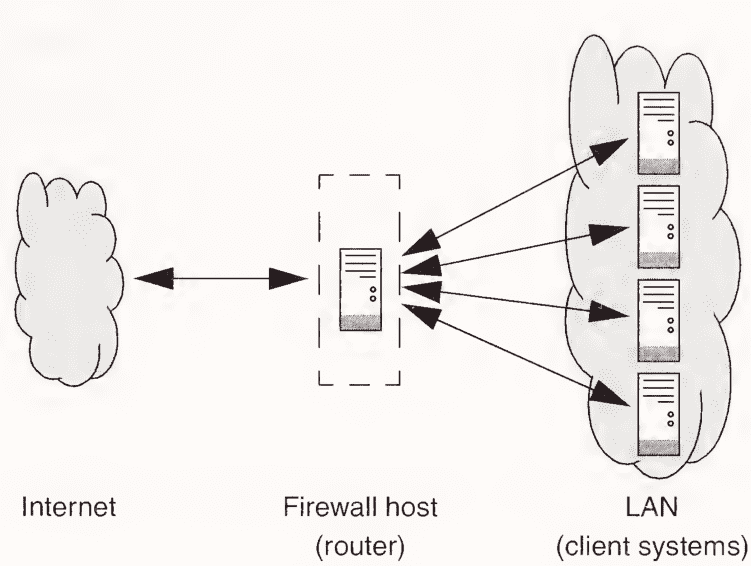 Internet
Firewall host
(router)
LAN
(client systems)